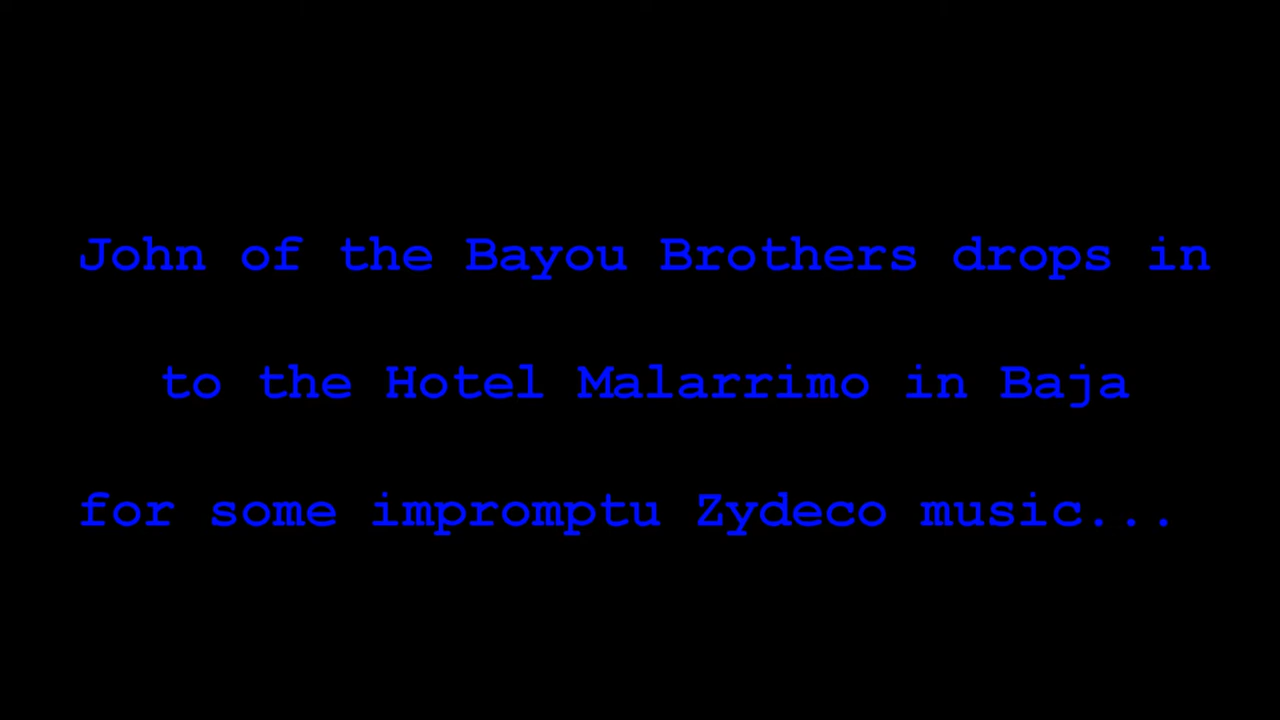 John of the Bayou Brothers drops in
to the Hotel Malarrimo in Baja
for some impromptu Zydeco music...